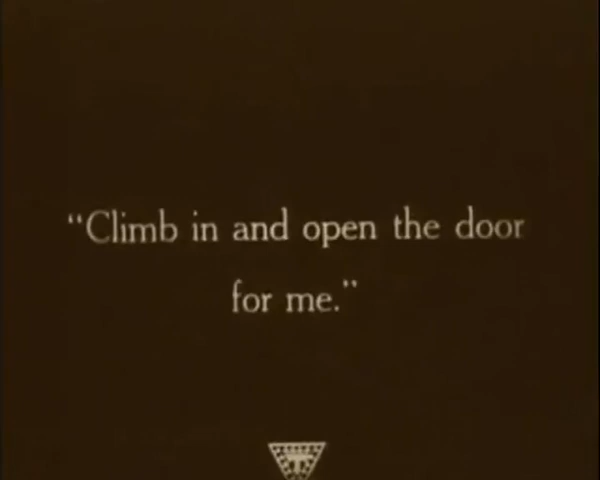 “Climb in and open the door
for me.”